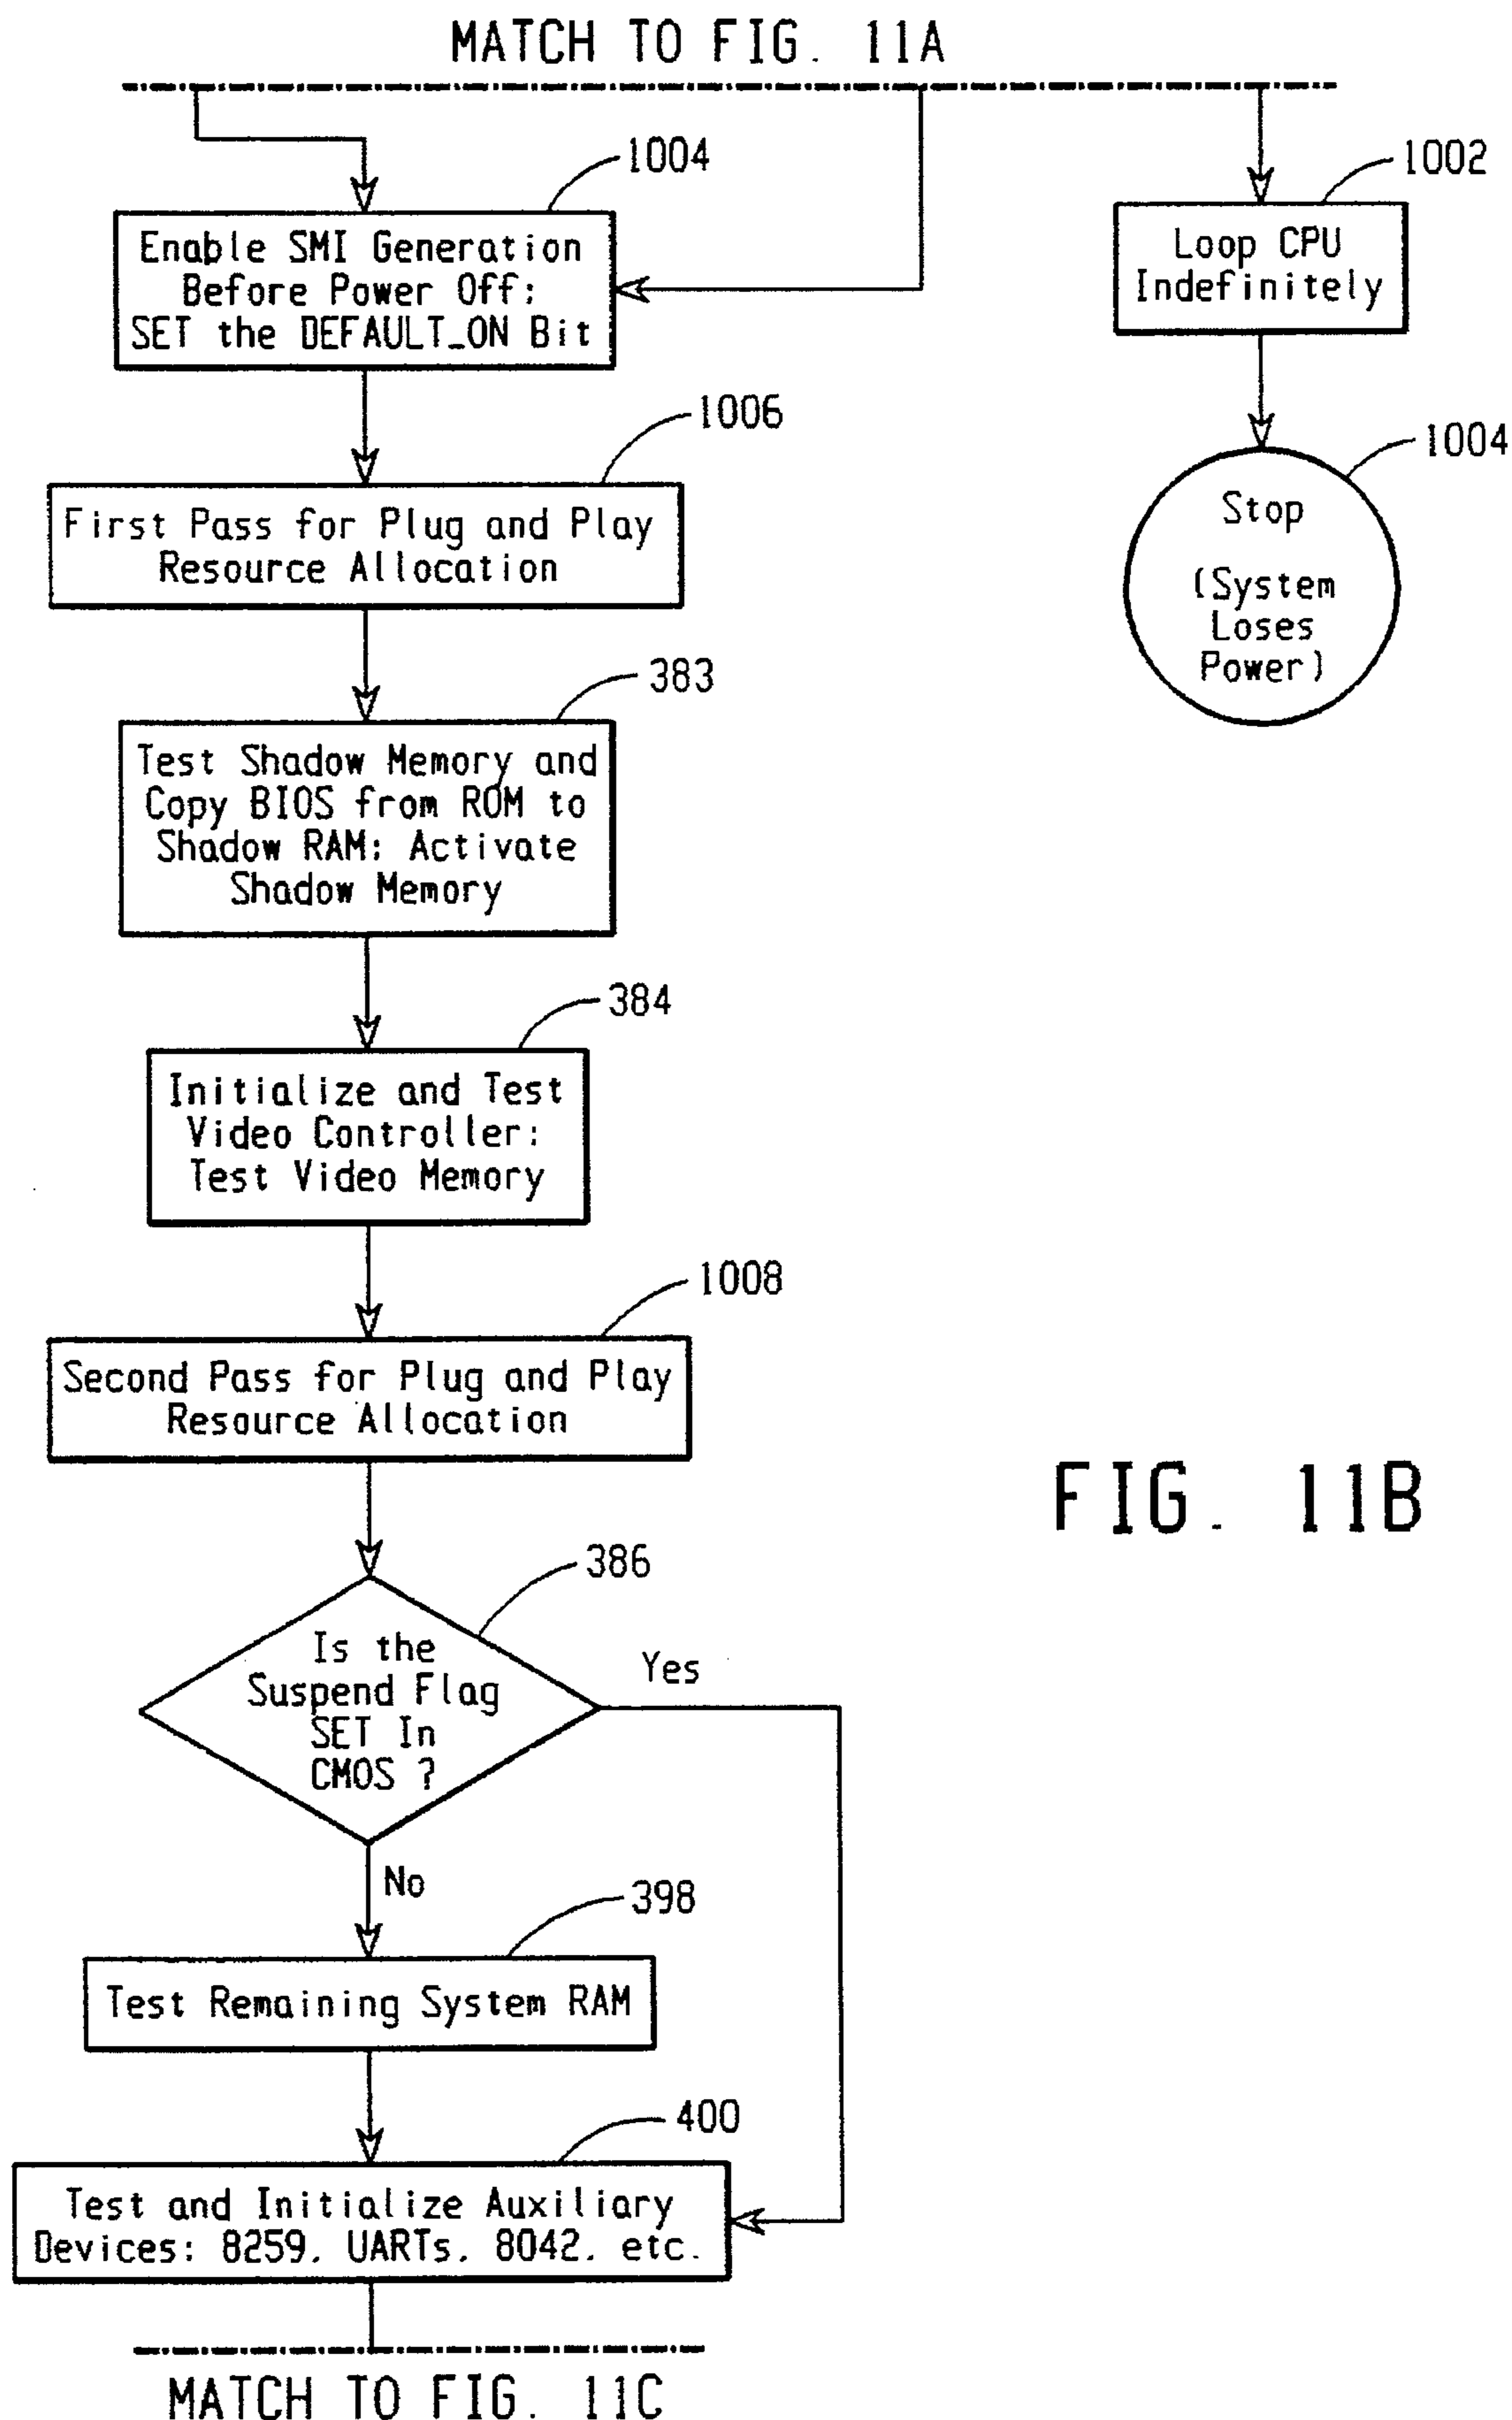 MATCH TO FIG. 11A
1004
Enable SMI Generation
Before Power Off;
SET the DEFAULT_ON Bit
1002
Loop CPU
Indefinitely
1004
Stop
(System
Loses
Power)
1006
First Pass for Plug and Play
Resource Allocation
383
Test Shadow Memory and
Copy BIOS from ROM to
Shadow RAM; Activate
Shadow Memory
384
Initialize and Test
Video Controller;
Test Video Memory
1008
Second Pass for Plug and Play
Resource Allocation
FIG. 11B
386
Is the
Suspend Flag
SET In
CMOS ?
Yes
No
398
Test Remaining System RAM
400
Test and Initialize Auxiliary
Devices: 8259, UARTs, 8042, etc.
MATCH TO FIG. 11C